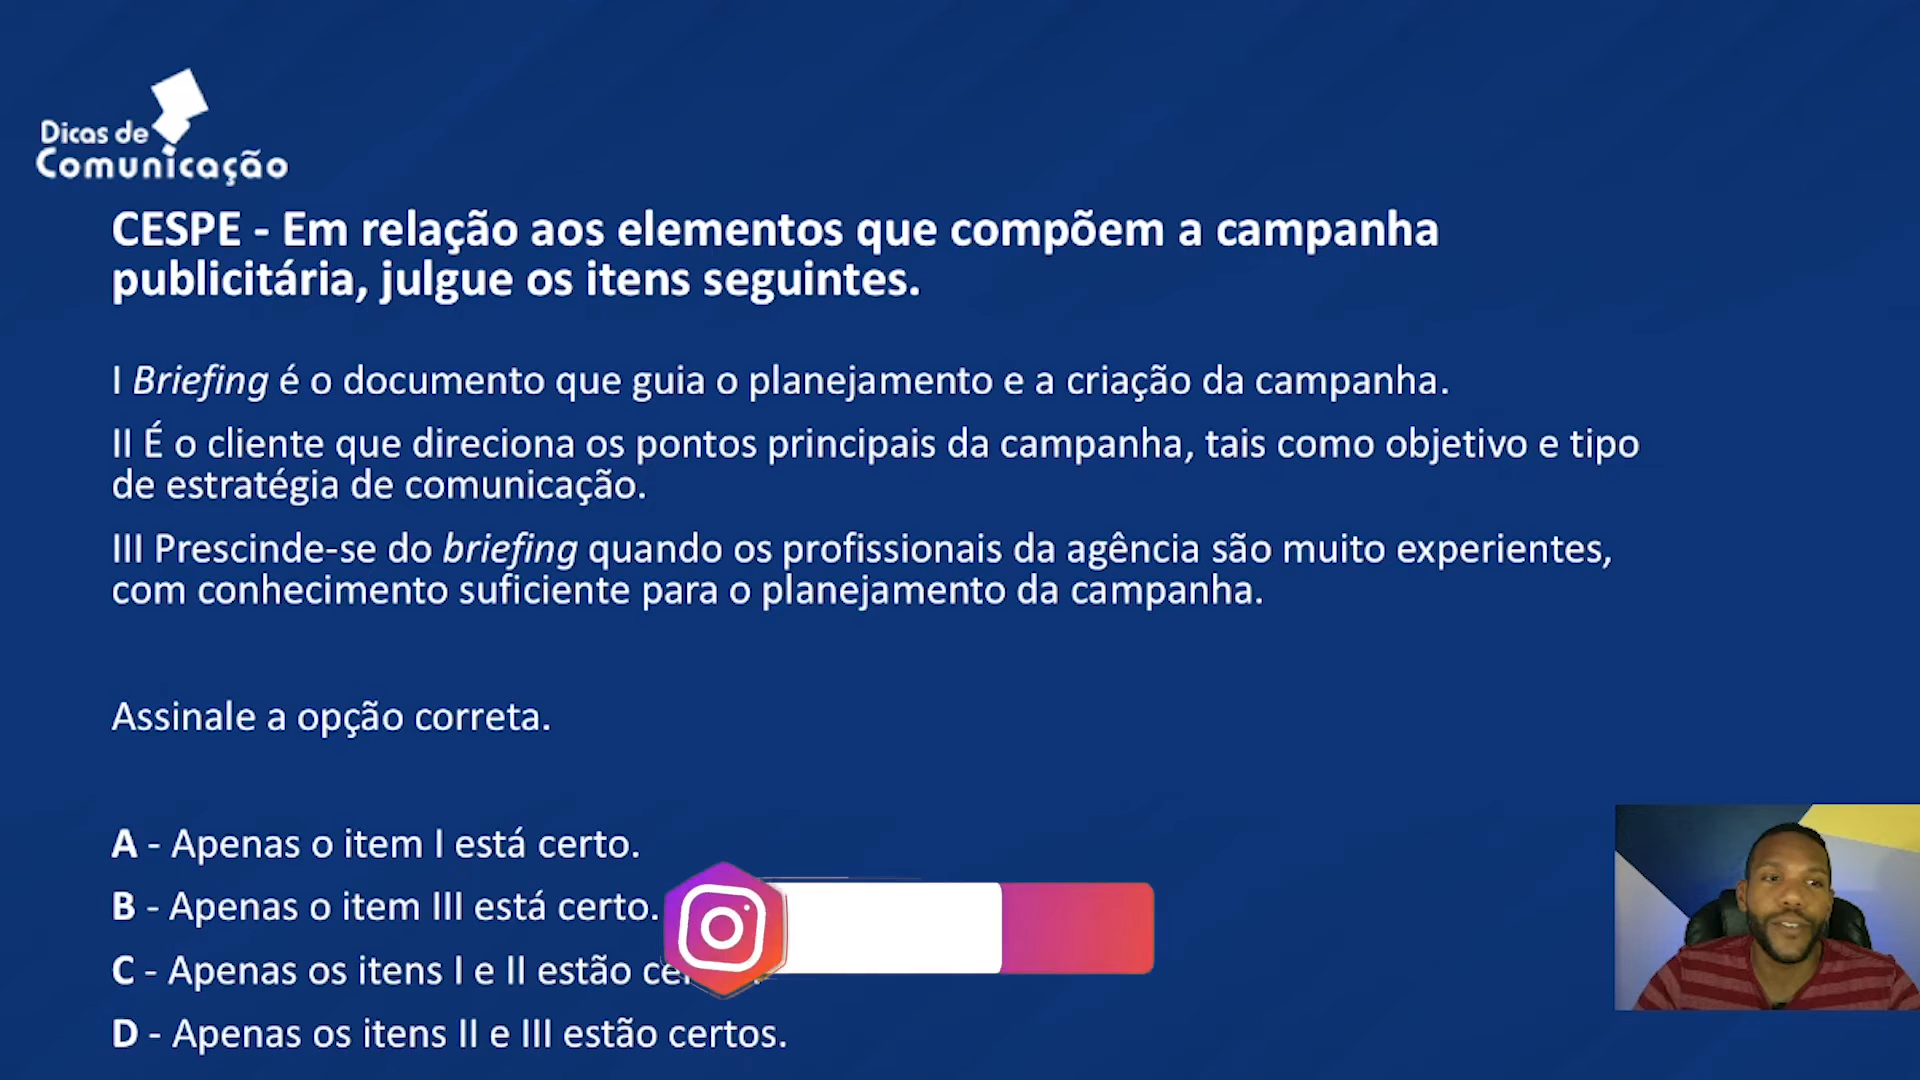 Dicas de
Comunicação
CESPE - Em relação aos elementos que compõem a campanha
publicitária, julgue os itens seguintes.
I Briefing é o documento que guia o planejamento e a criação da campanha.
II É o cliente que direciona os pontos principais da campanha, tais como objetivo e tipo
de estratégia de comunicação.
III Prescinde-se do briefing quando os profissionais da agência são muito experientes,
com conhecimento suficiente para o planejamento da campanha.
Assinale a opção correta.
A - Apenas o item I está certo.
B - Apenas o item III está certo.
C - Apenas os itens I e II estão
D - Apenas os itens II e III estão certos.